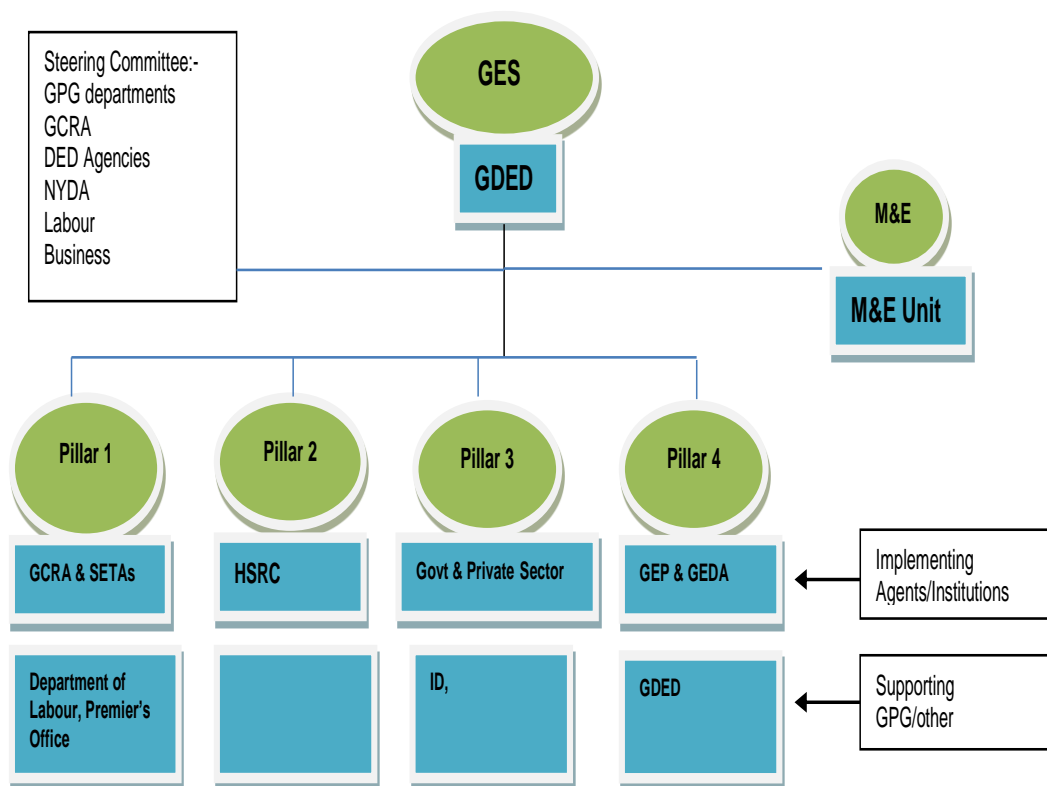 Steering Committee:-
GPG departments
GCRA
DED Agencies
NYDA
Labour
Business
GES
GDED
M&E
M&E Unit
Pillar 1
Pillar 2
Pillar 3
Pillar 4
GCRA & SETAs
HSRC
Govt & Private Sector
GEP & GEDA
Implementing
Agents/Institutions
Department of
Labour, Premier's
Office
ID,
GDED
Supporting
GPG/other